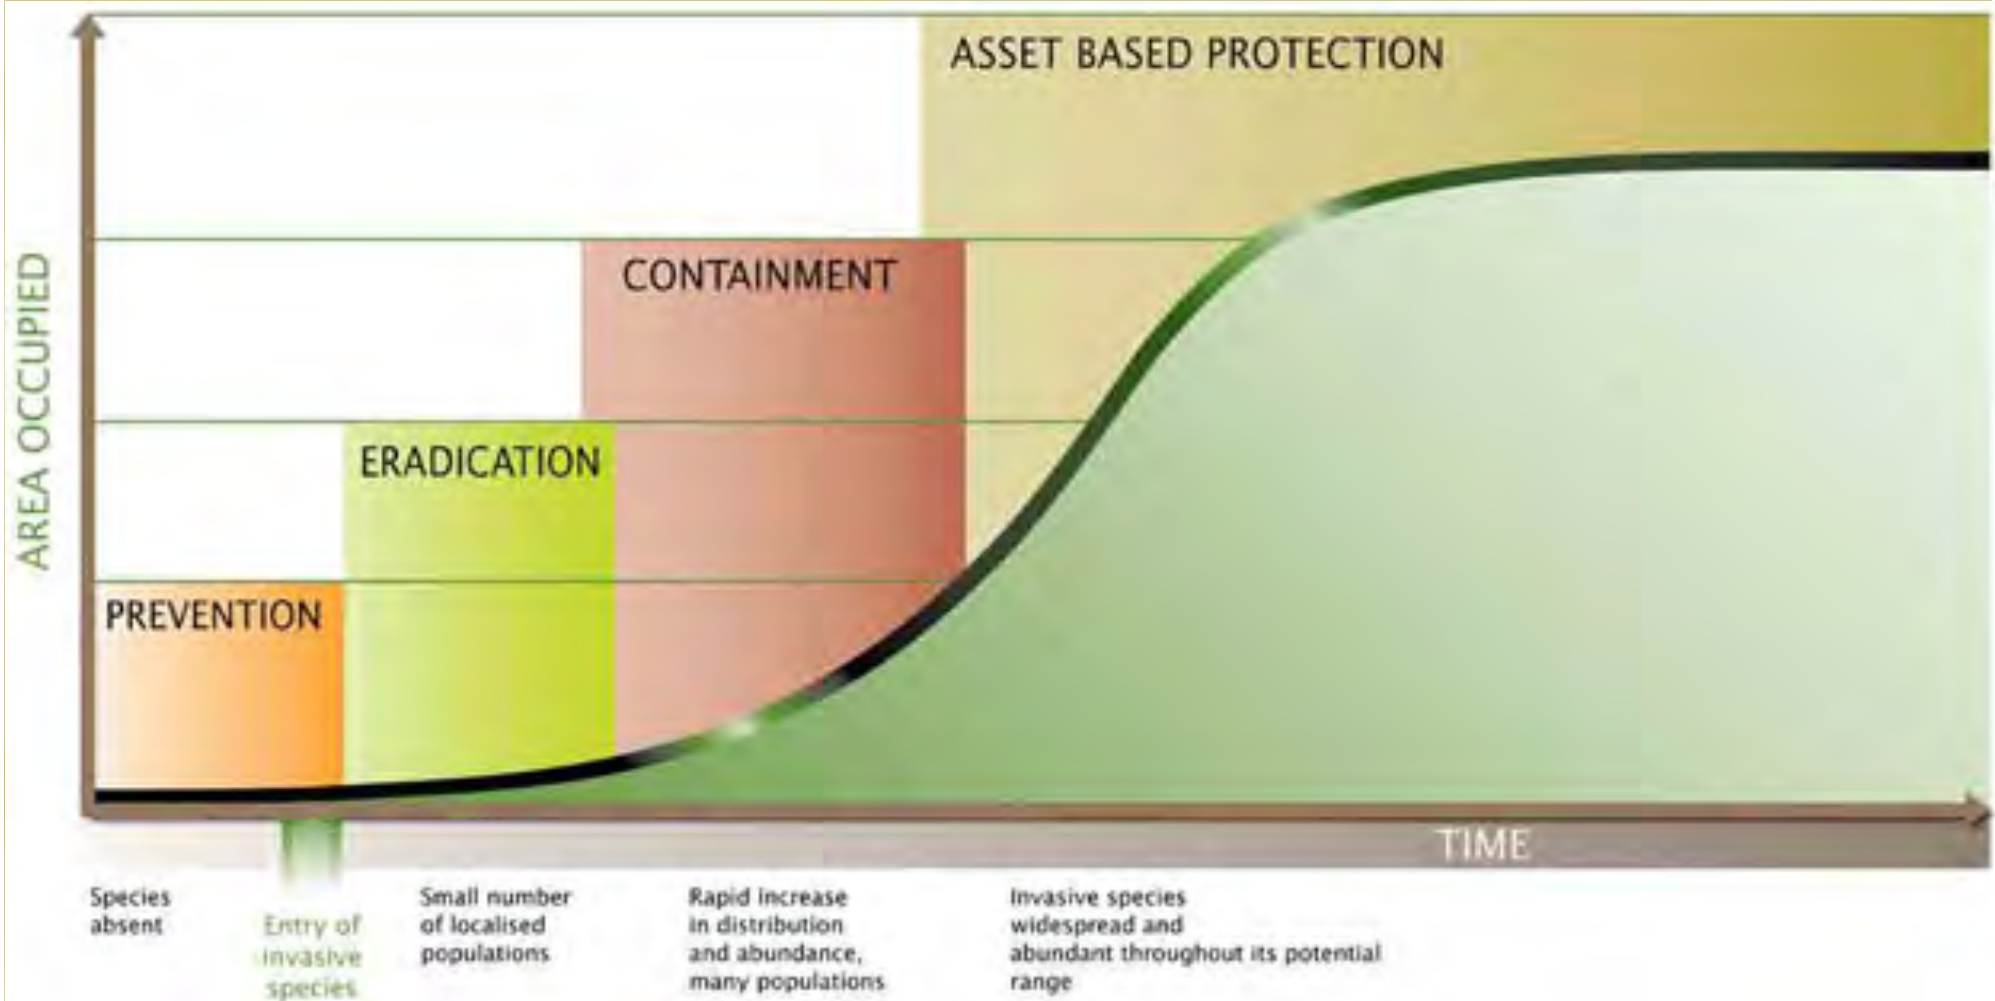 ASSET BASED PROTECTION
CONTAINMENT
ERADICATION
PREVENTION
AREA OCCUPIED
TIME
Species
absent
Entry of
invasive
species
Small number
of localised
populations
Rapid increase
in distribution
and abundance,
many populations
Invasive species
widespread and
abundant throughout its potential
range